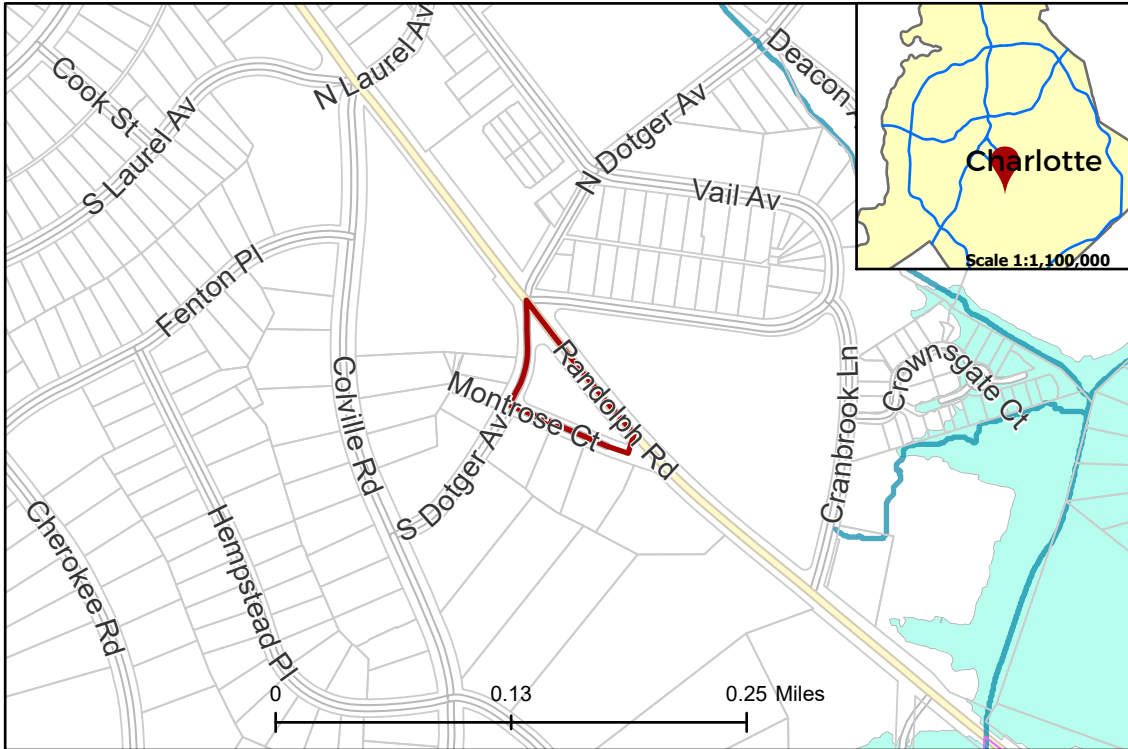 Cook St
S Laurel Av
N Laurel Av
N Dotger Av
Deacon A
Vail Av
Charlotte
Scale 1:1,100,000
Fenton Pl
Colville Rd
Randolph Rd
Montrose Ct
S Dotger Av
Cranbrook Ln
Crownsgate Ct
Cherokee Rd
Hempstead Pl
0
0.13
0.25 Miles